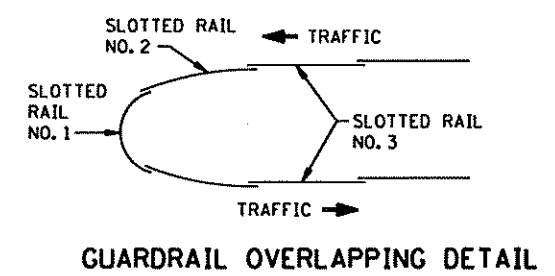 SLOTTED RAIL
NO. 2
TRAFFIC
SLOTTED
RAIL
NO. 1
SLOTTED RAIL
NO. 3
TRAFFIC
GUARDRAIL OVERLAPPING DETAIL